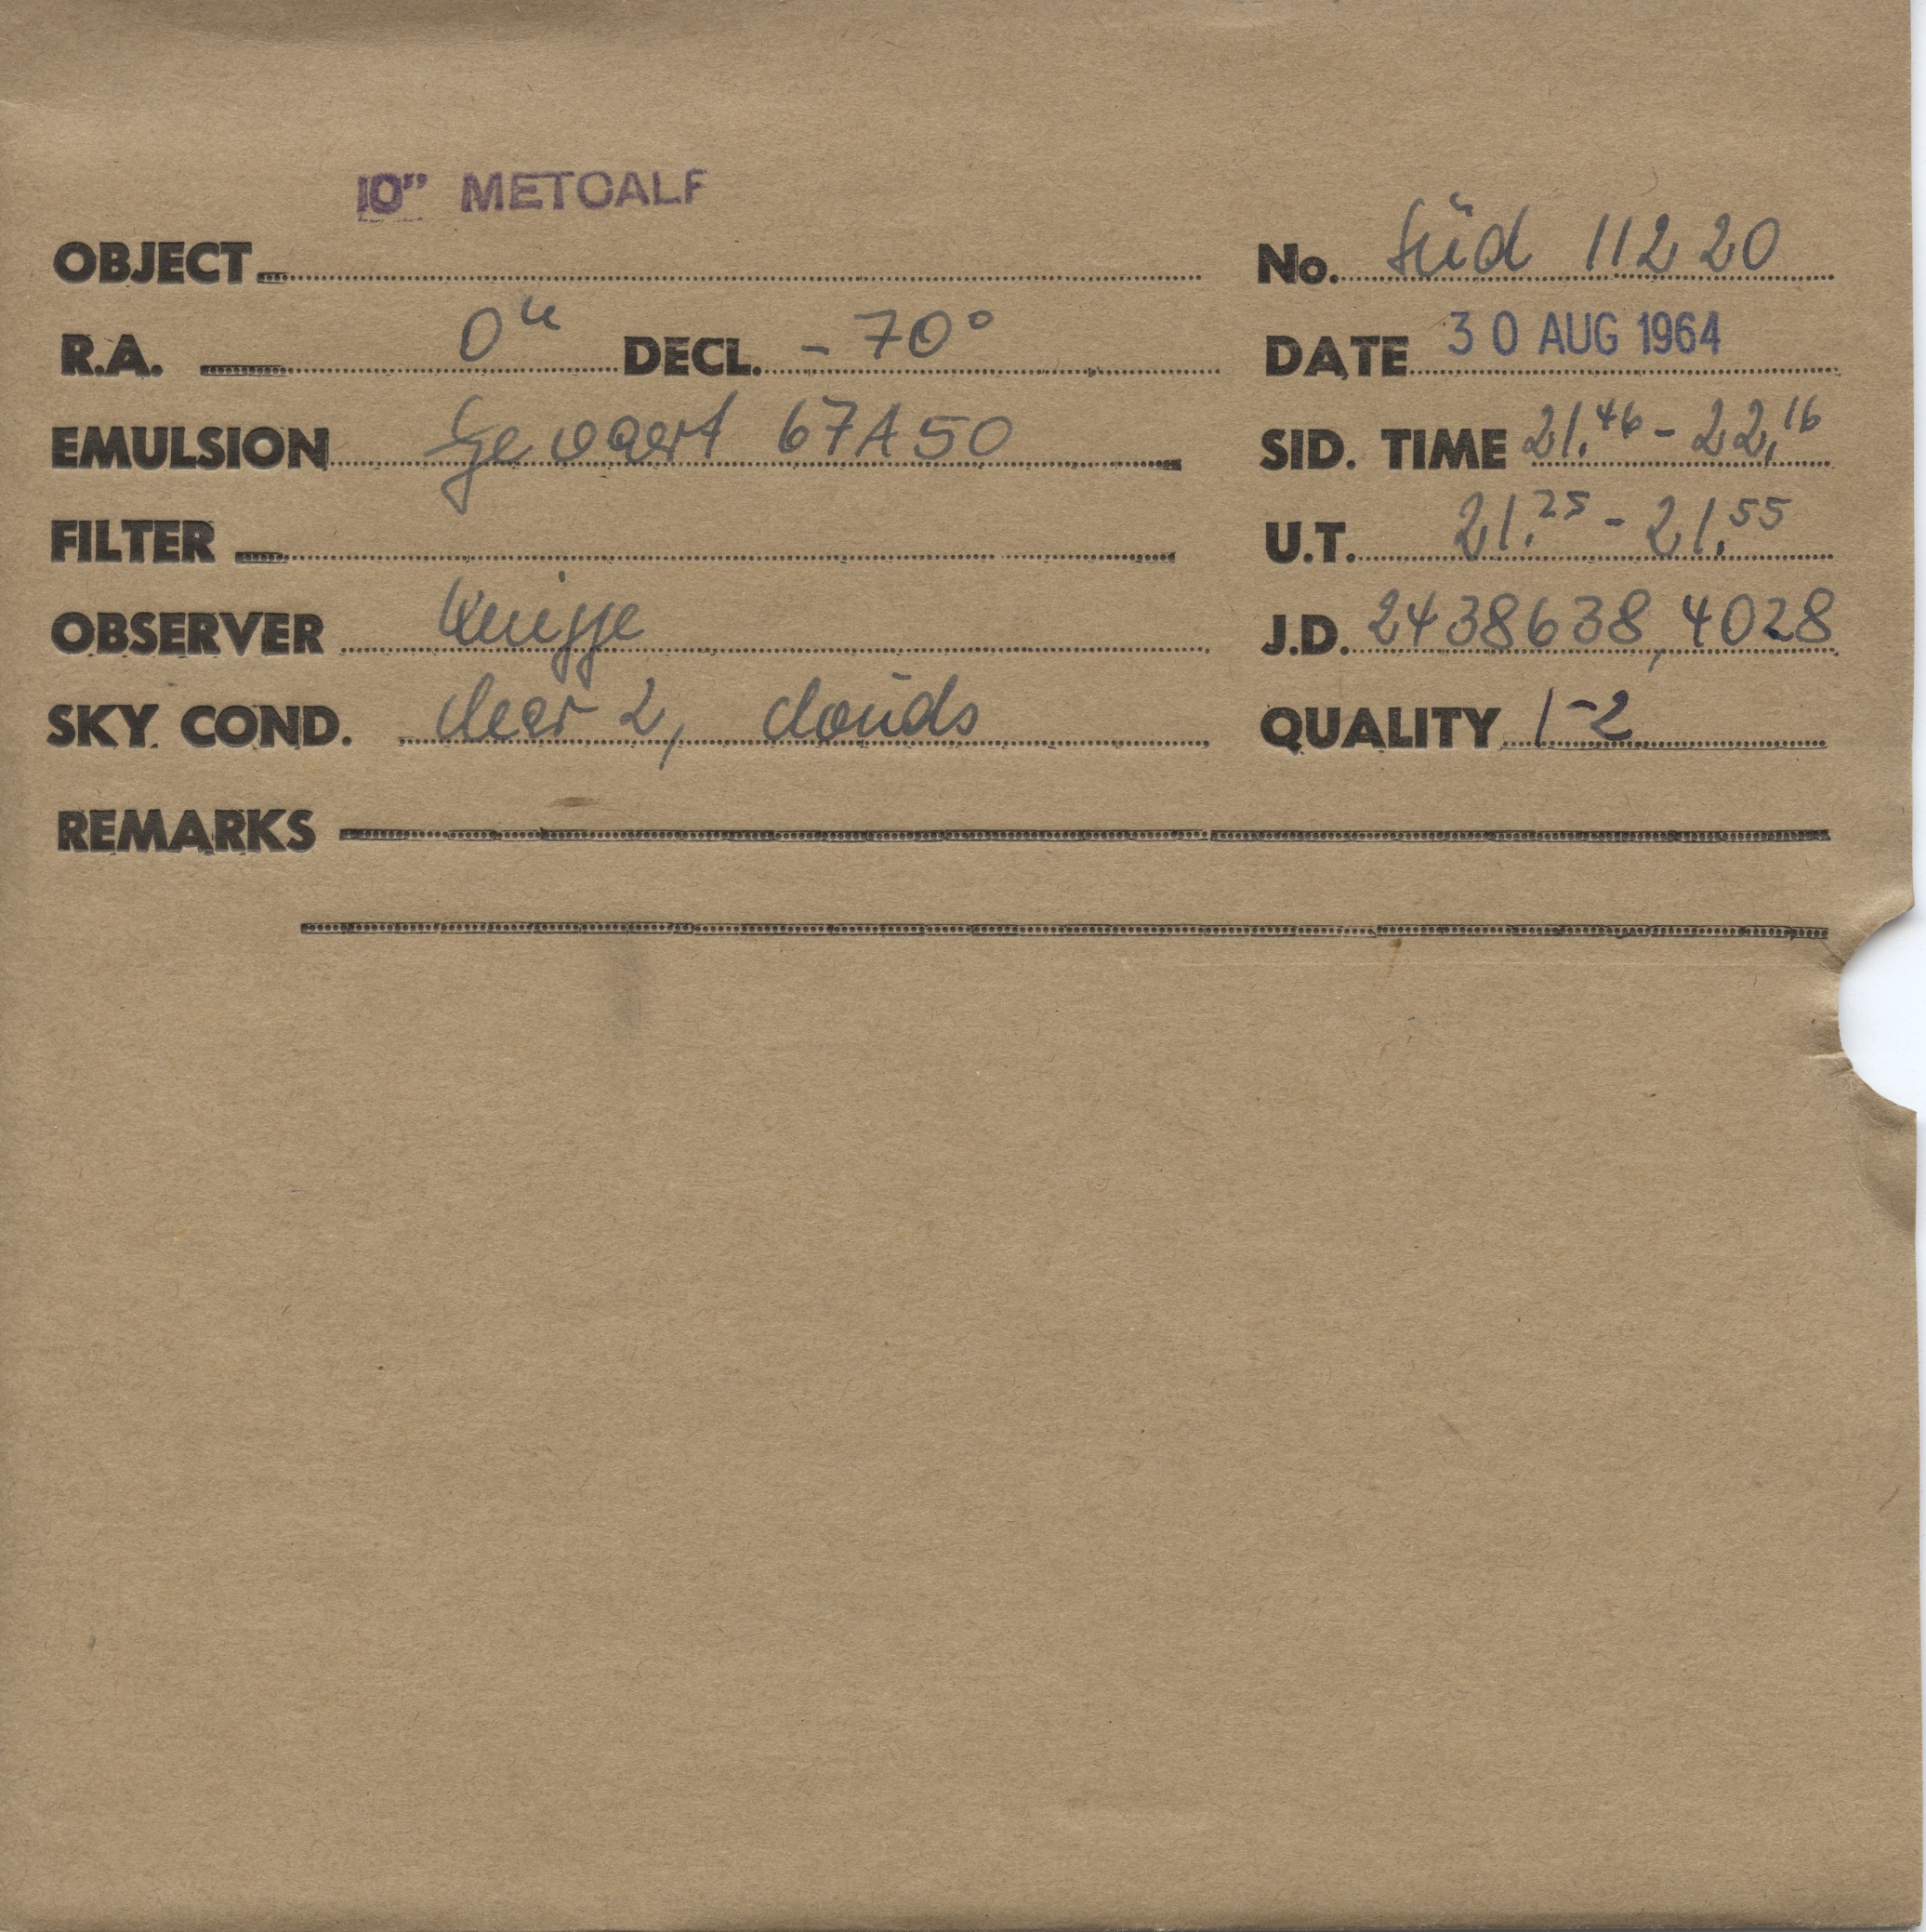 10" METCALF
OBJECT
No. Süd 11220
R.A. 0ʰ DECL. - 70°
DATE 30 AUG 1964
EMULSION Gevaert 67A50
SID. TIME 21.46 - 22.16
FILTER
U.T. 21.25 - 21.55
OBSERVER Knigge
J.D. 2438638,4028
SKY COND. clear 2, clouds
QUALITY 1-2
REMARKS